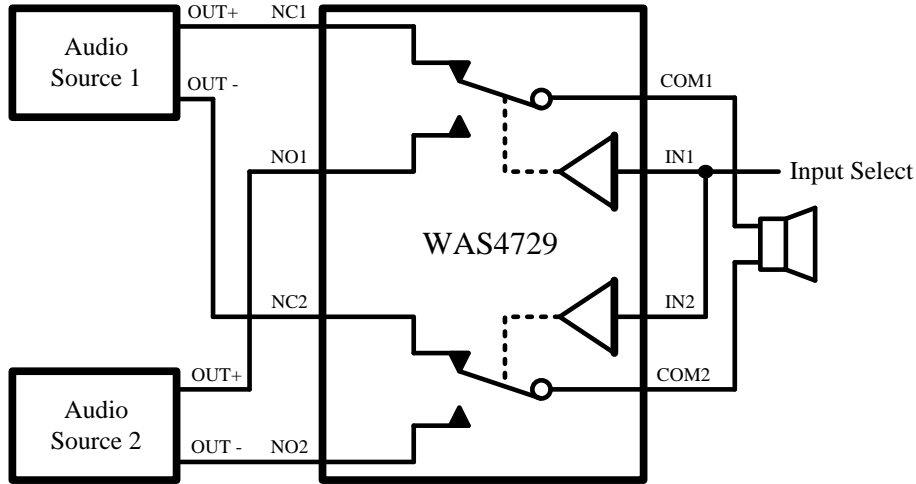 OUT+
NC1
Audio
Source 1
OUT -
COM1
NO1
IN1
Input Select
WAS4729
NC2
IN2
OUT+
COM2
Audio
Source 2
OUT -
NO2